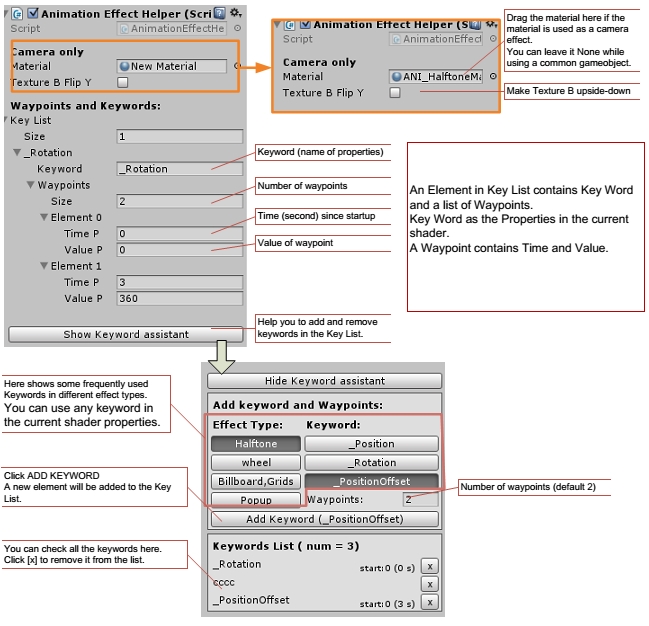 Animation Effect Helper (Scri
Script
AnimationEffectHe
Camera only
Material
New Material
Texture B Flip Y
Waypoints and Keywords:
Key List
Size
1
_Rotation
Keyword
_Rotation
Waypoints
Size
2
Element 0
Time P
0
Value P
0
Element 1
Time P
3
Value P
360
Show Keyword assistant
Animation Effect Helper (S
Script
AnimationEffect
Camera only
Material
ANI_HalftoneMa
Texture B Flip Y
Drag the material here if the
material is used as a camera
effect.
You can leave it None while
using a common gameobject.
Make Texture B upside-down
Keyword (name of properties)
Number of waypoints
Time (second) since startup
Value of waypoint
Help you to add and remove
keywords in the Key List.
An Element in Key List contains Key Word
and a list of Waypoints.
Key Word as the Properties in the current
shader.
A Waypoint contains Time and Value.
Here shows some frequently used
Keywords in different effect types.
You can use any keyword in
the current shader properties.
Click ADD KEYWORD
A new element will be added to the Key
List.
You can check all the keywords here.
Click [x] to remove it from the list.
Hide Keyword assistant
Add keyword and Waypoints:
Effect Type:
Keyword:
Halftone
_Position
wheel
_Rotation
Billboard,Grids
_PositionOffset
Popup
Waypoints:
2
Add Keyword (_PositionOffset)
Number of waypoints (default 2)
Keywords List ( num = 3)
_Rotation
start:0 (0 s)
x
cccc
x
_PositionOffset
start:0 (3 s)
x